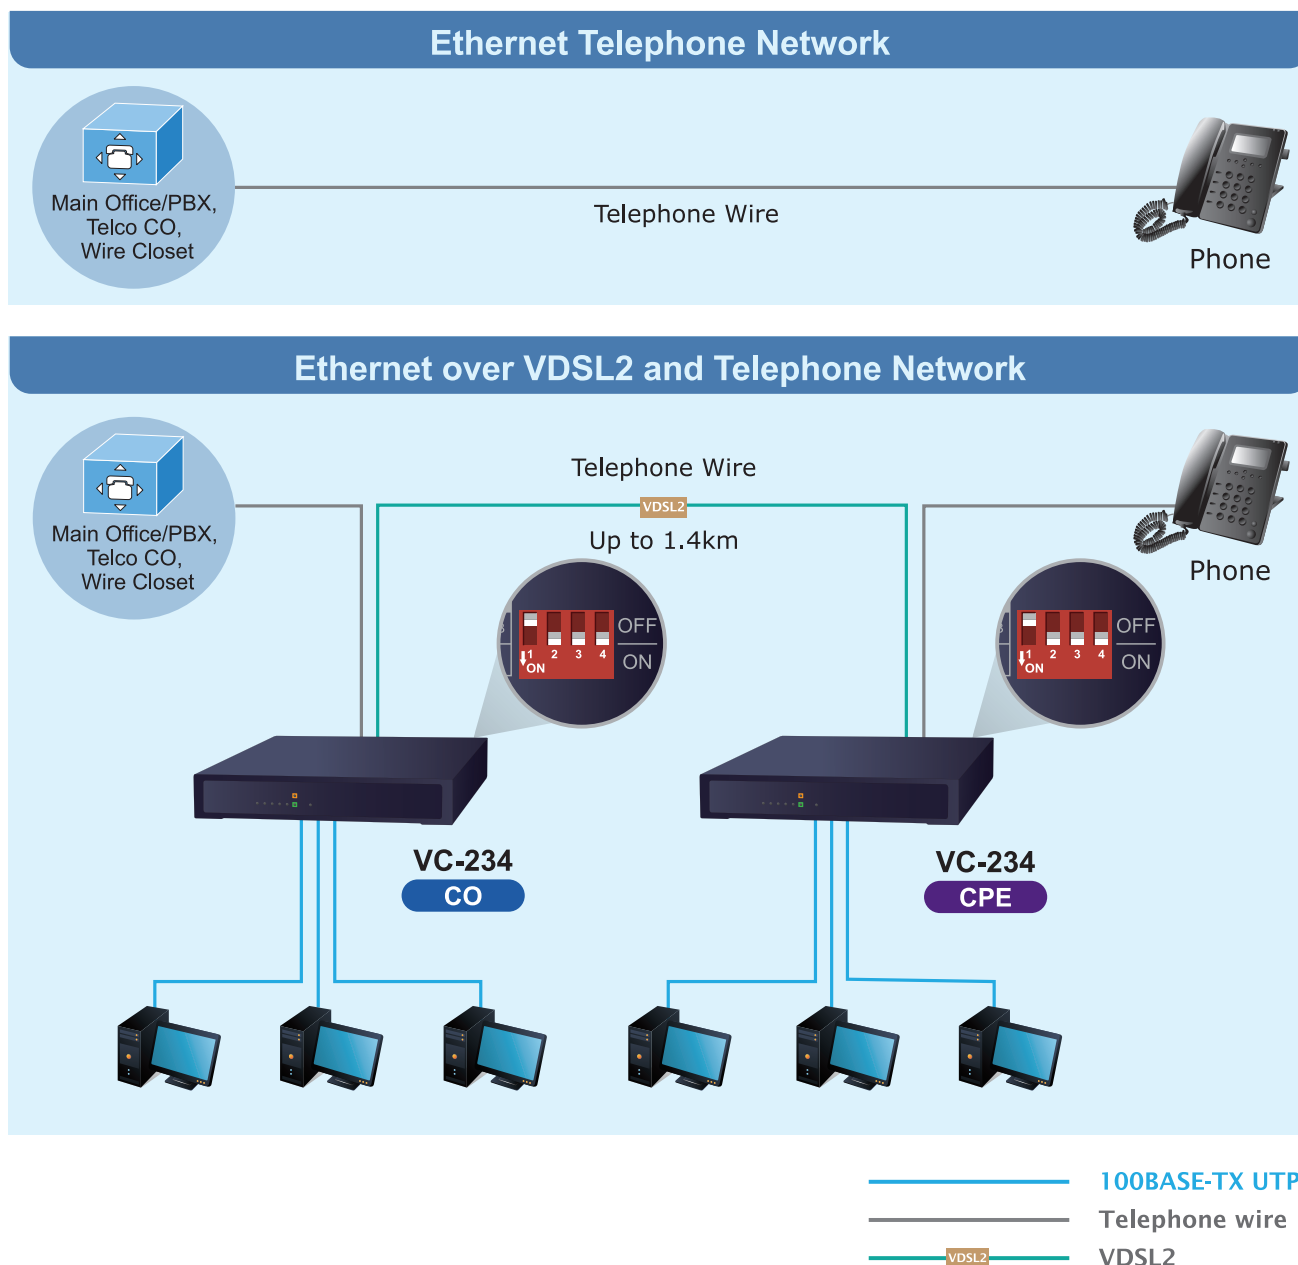 Ethernet Telephone Network
Main Office/PBX,
Telco CO,
Wire Closet
Telephone Wire
Phone
Ethernet over VDSL2 and Telephone Network
Main Office/PBX,
Telco CO,
Wire Closet
Telephone Wire
VDSL2
Up to 1.4km
Phone
OFF
ON
1 2 3 4
ON
OFF
ON
1 2 3 4
ON
VC-234
CO
VC-234
CPE
100BASE-TX UTP
Telephone wire
VDSL2
VDSL2